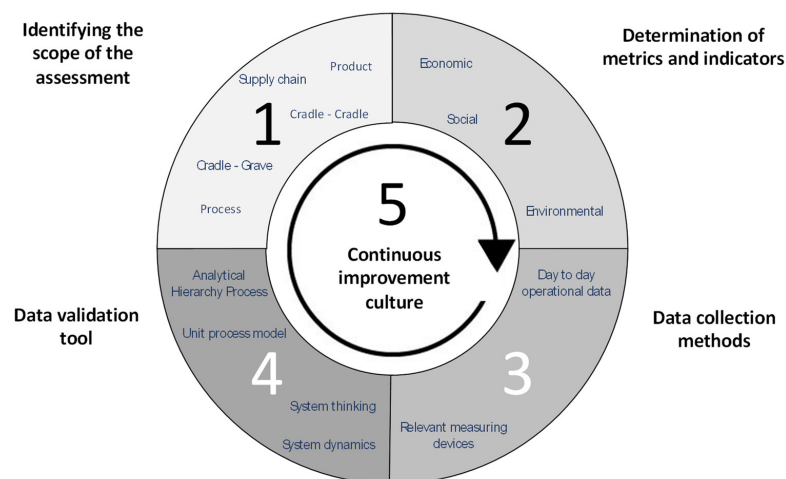 Identifying the
scope of the
assessment
Product
Supply chain
Cradle - Cradle
1
Cradle - Grave
Process
Determination of
metrics and indicators
Economic
Social
2
Environmental
5
Continuous
improvement
culture
Day to day
operational data
3
Relevant measuring
devices
Data collection
methods
Data validation
tool
Analytical
Hierarchy Process
Unit process model
4
System thinking
System dynamics